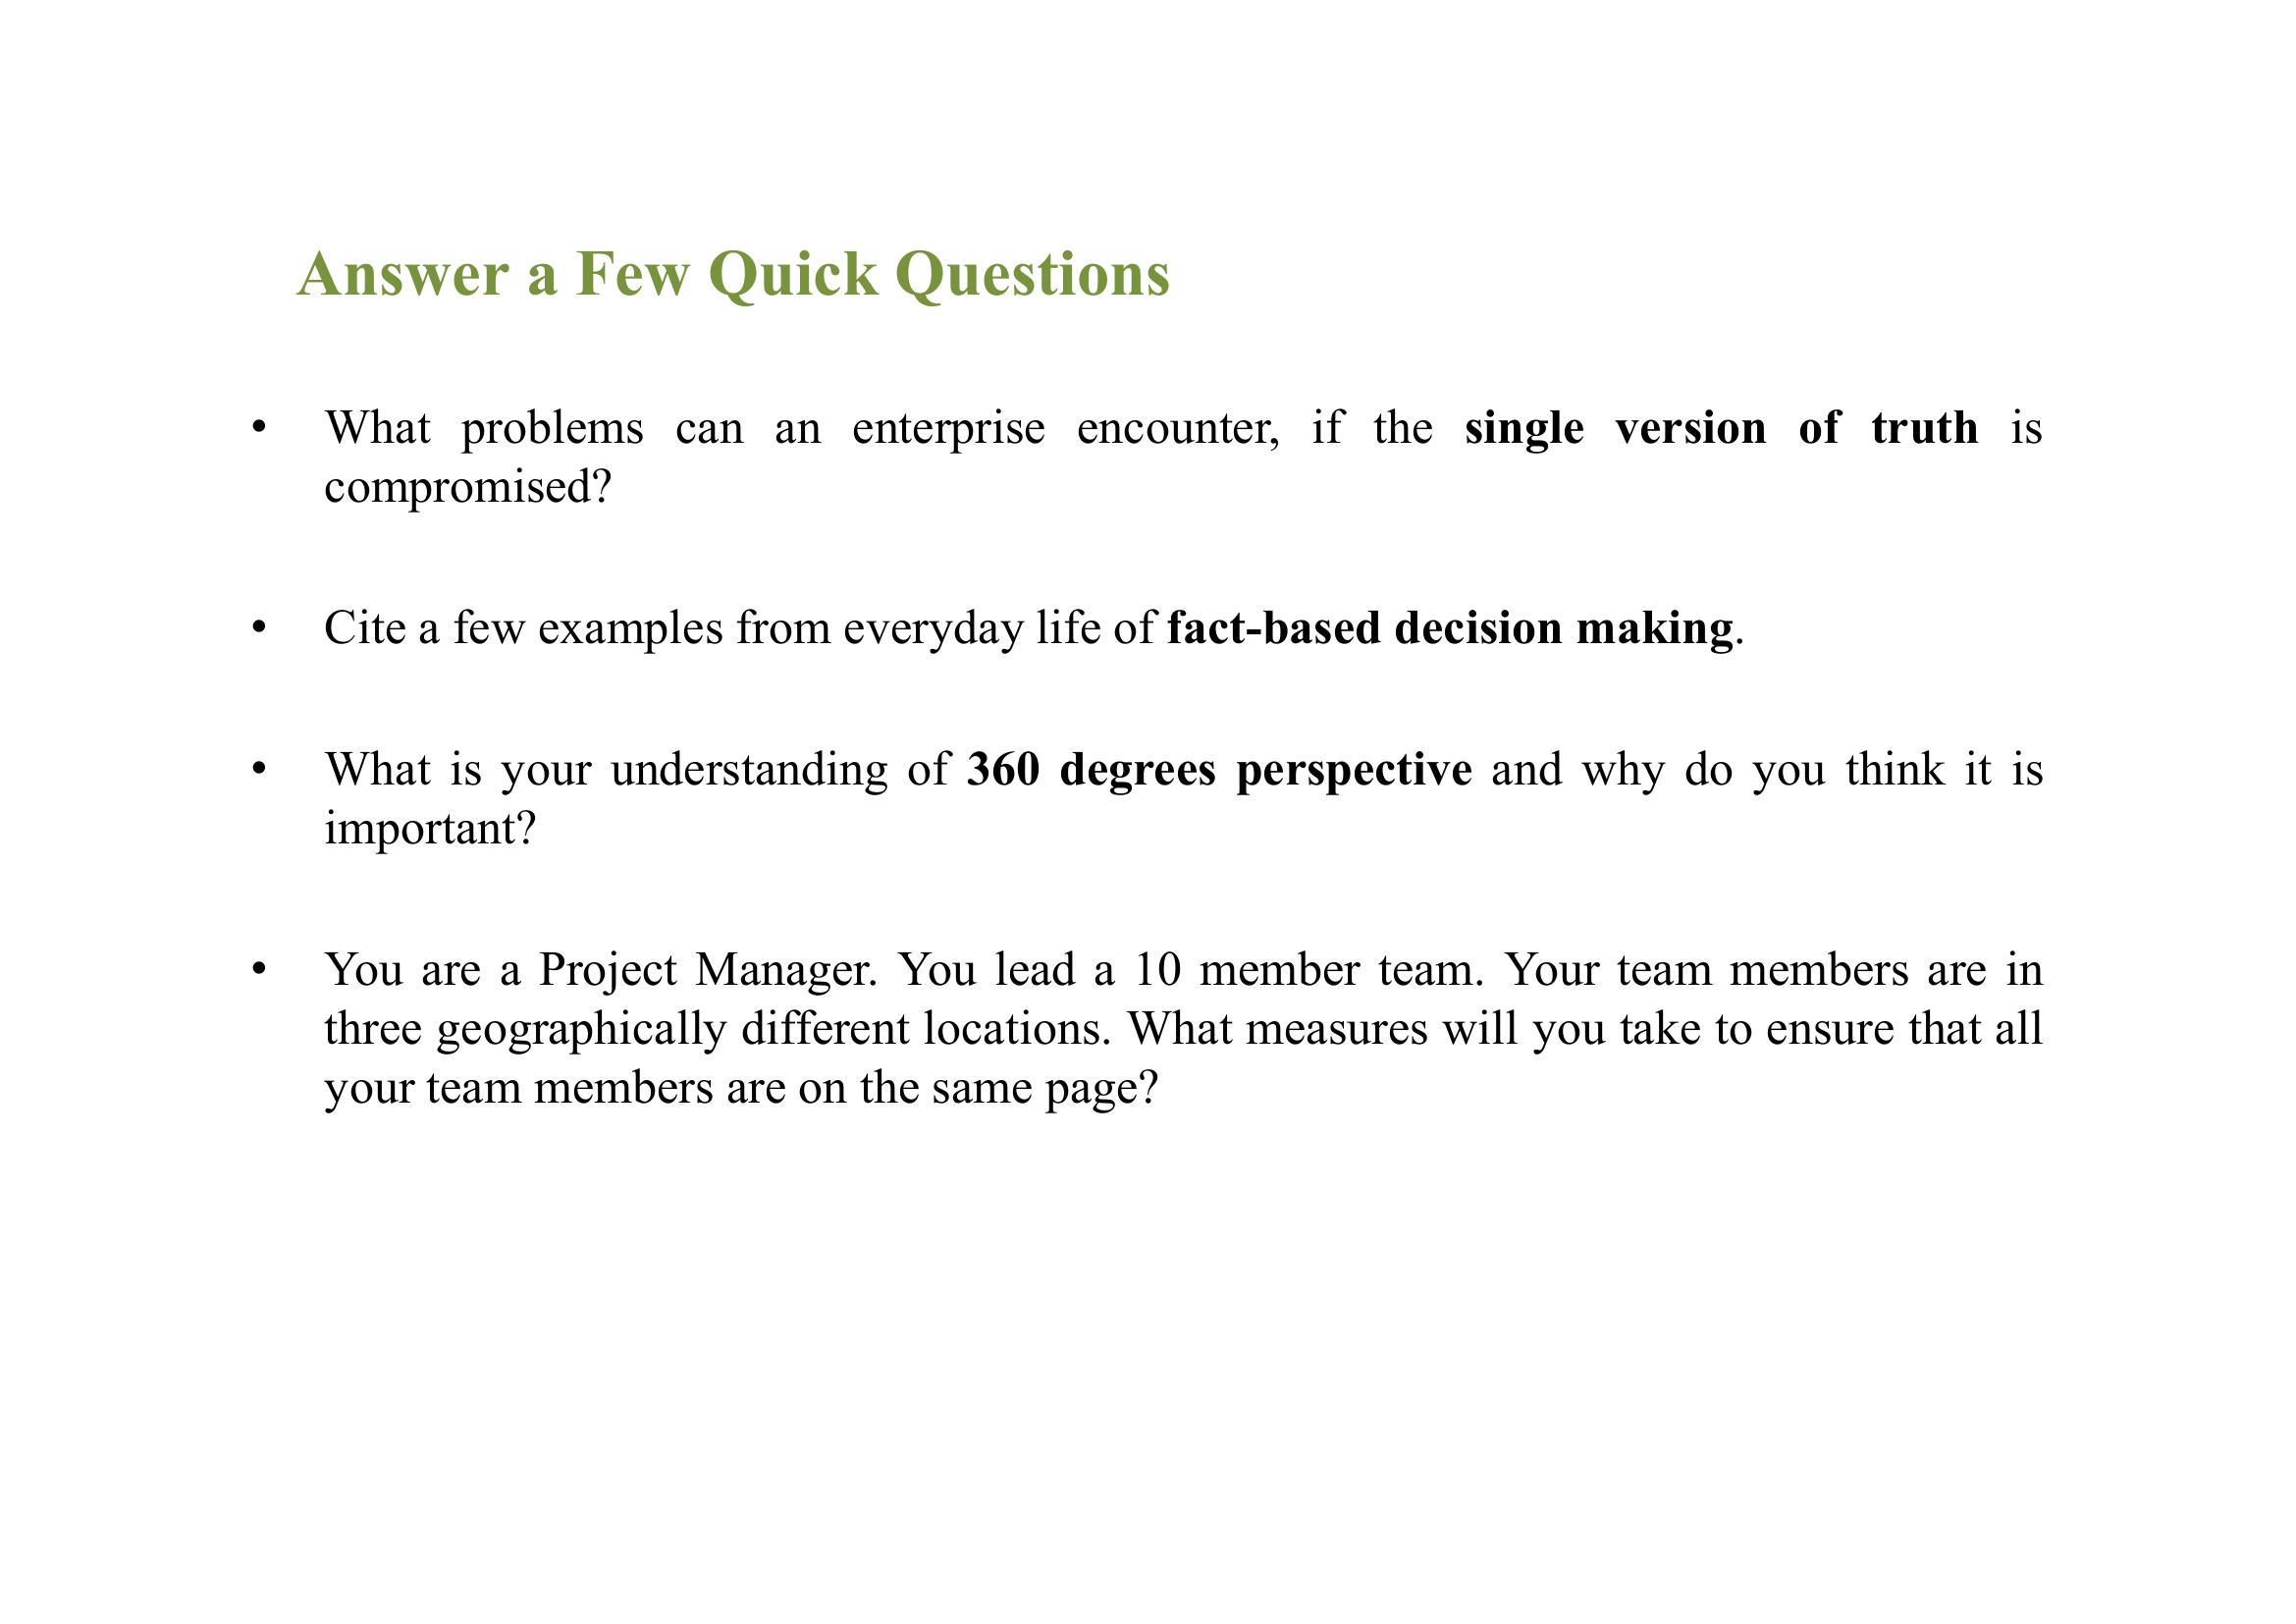 Answer a Few Quick Questions
• What problems can an enterprise encounter, if the single version of truth is
compromised?
• Cite a few examples from everyday life of fact-based decision making.
• What is your understanding of 360 degrees perspective and why do you think it is
important?
• You are a Project Manager. You lead a 10 member team. Your team members are in
three geographically different locations. What measures will you take to ensure that all
your team members are on the same page?